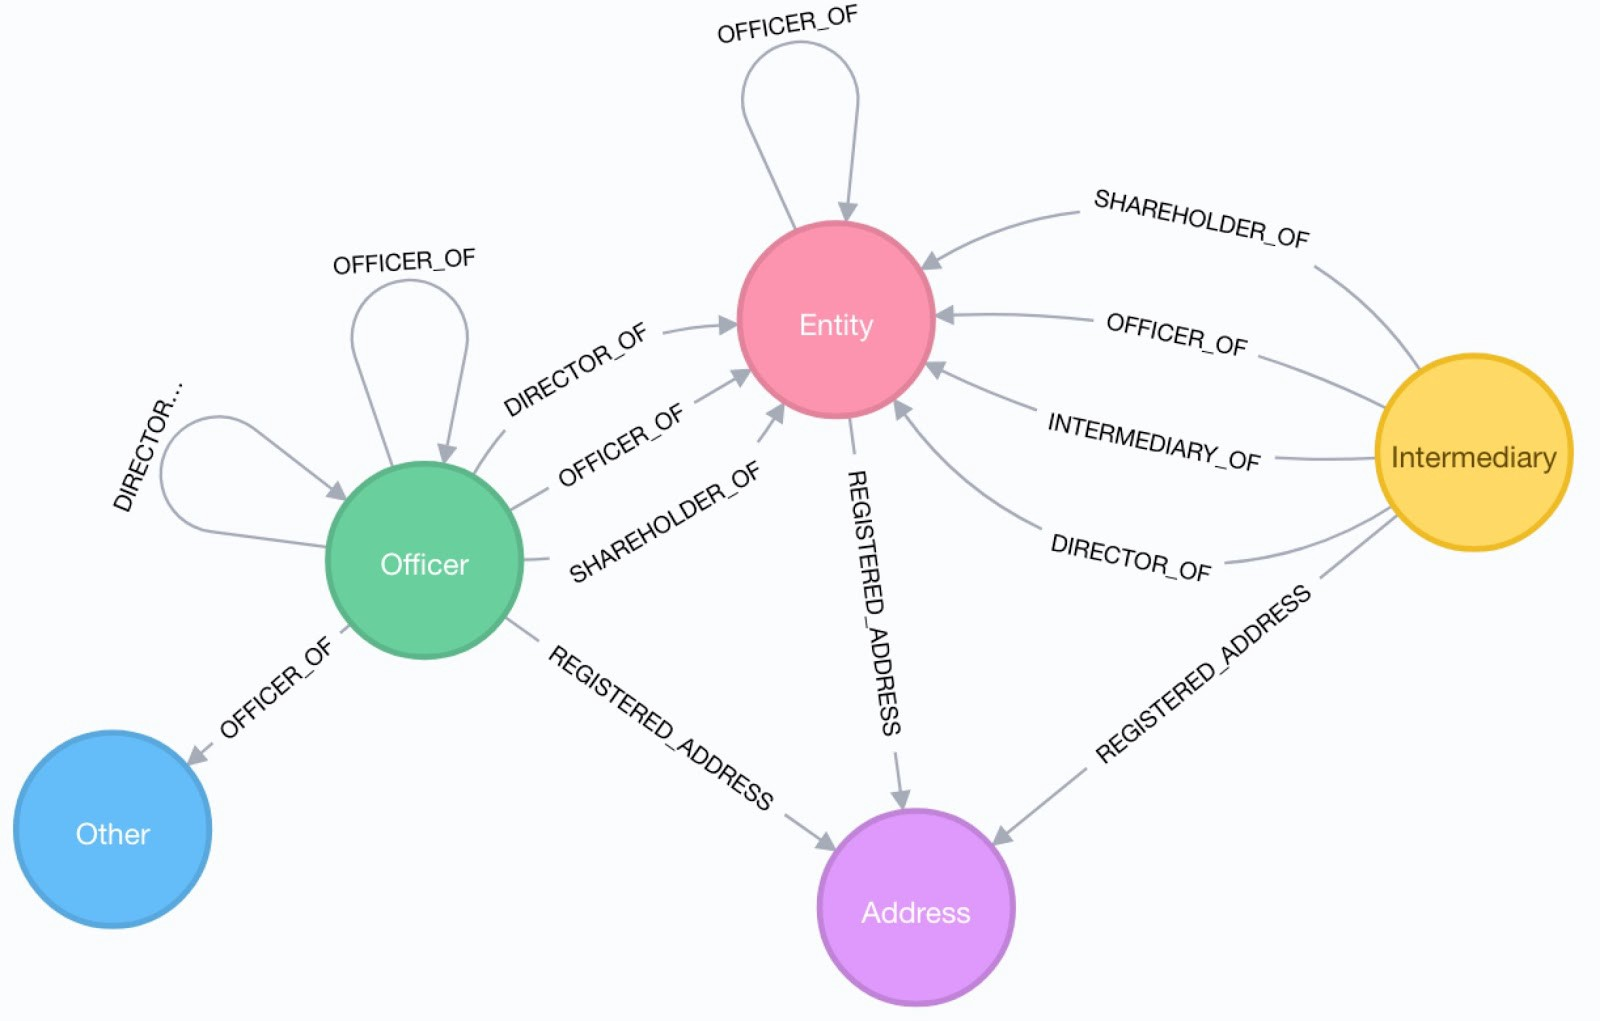 OFFICER_OF
SHAREHOLDER_OF
OFFICER_OF
Entity
DIRECTOR_OF
OFFICER_OF
DIRECTOR...
OFFICER_OF
INTERMEDIARY_OF
Intermediary
SHAREHOLDER_OF
DIRECTOR_OF
Officer
REGISTERED_ADDRESS
REGISTERED_ADDRESS
OFFICER_OF
REGISTERED_ADDRESS
Other
Address